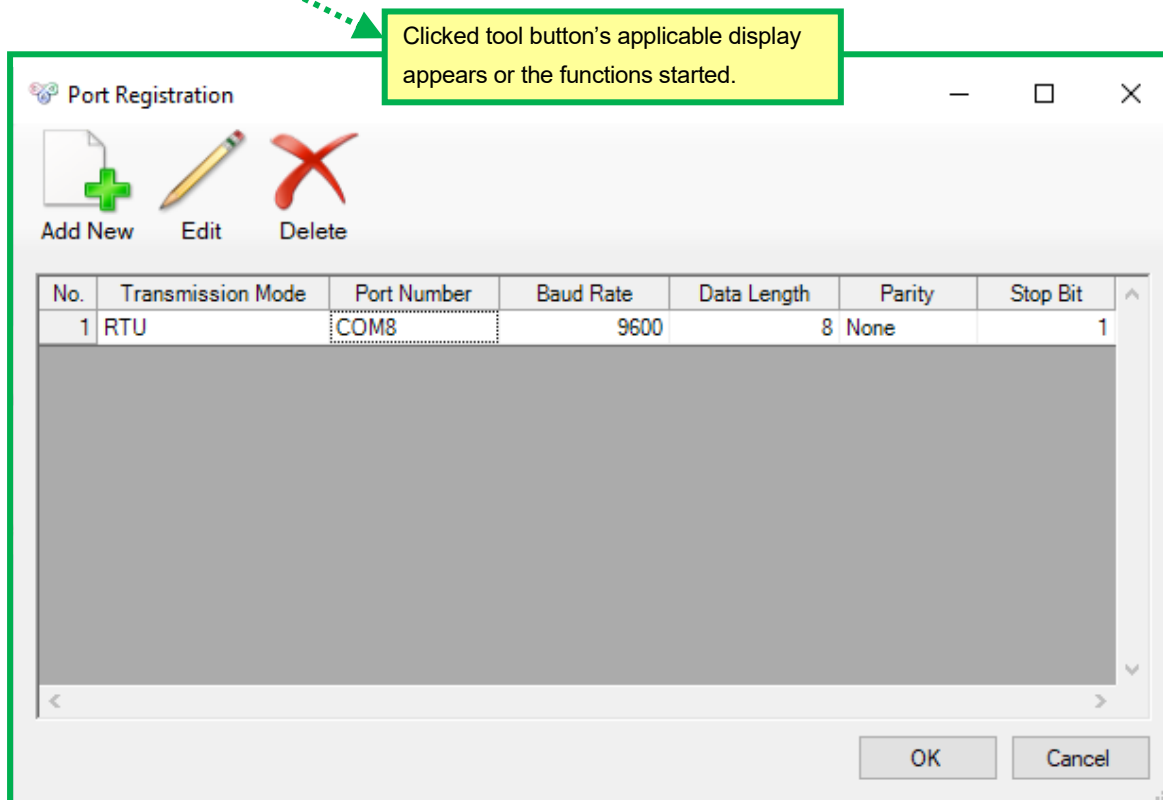 Clicked tool button’s applicable display
appears or the functions started.
Port Registration
Add New Edit Delete
No. Transmission Mode Port Number Baud Rate Data Length Parity Stop Bit
1 RTU COM8 9600 8 None 1
OK Cancel